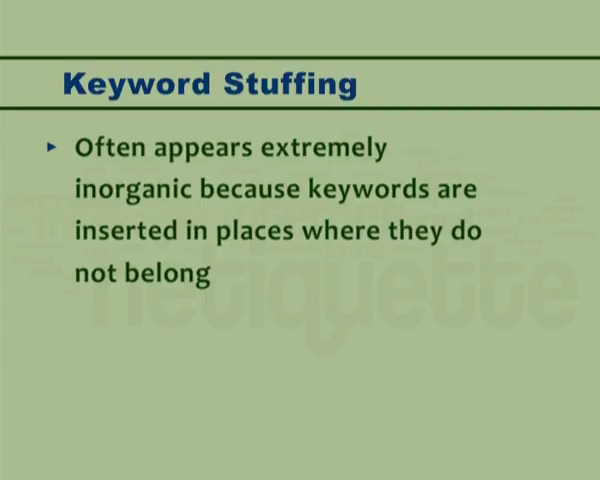 Keyword Stuffing
Often appears extremely
inorganic because keywords are
inserted in places where they do
not belong
netiquette